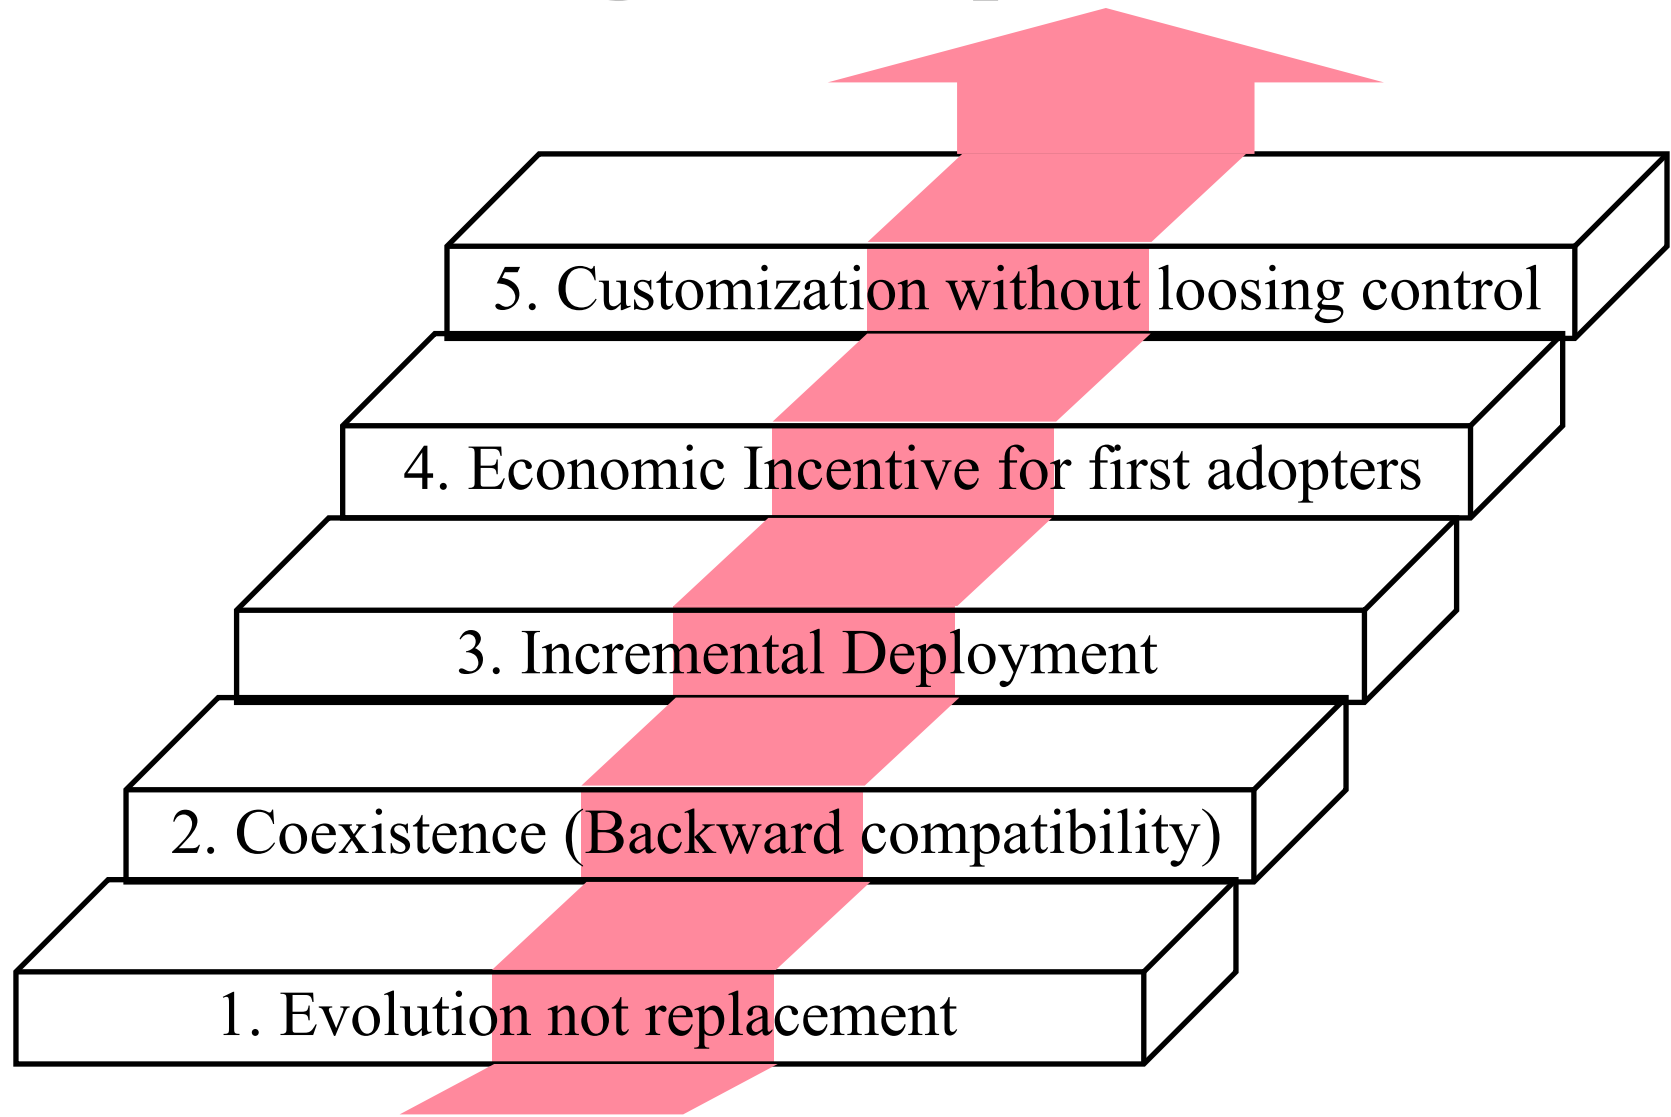 5. Customization without loosing control
4. Economic Incentive for first adopters
3. Incremental Deployment
2. Coexistence (Backward compatibility)
1. Evolution not replacement